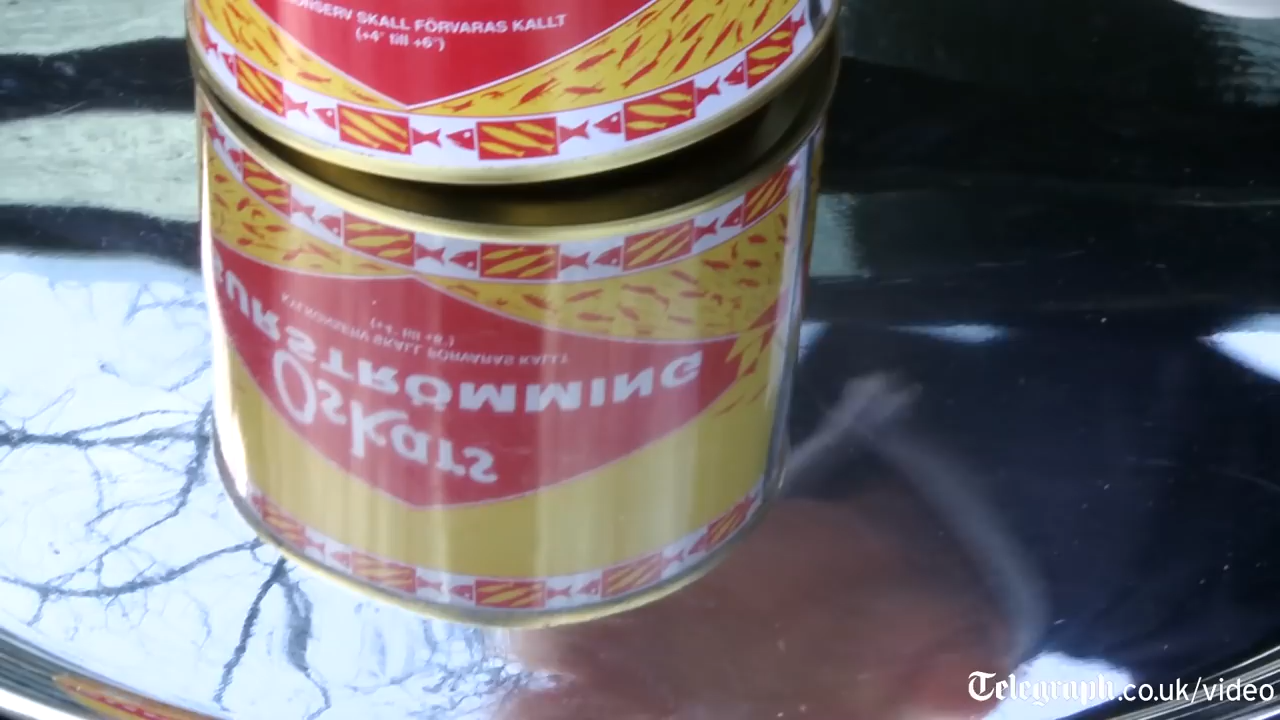 KONSERV SKALL FÖRVARAS KALLT
(+4° till +6°)
(+4° till +6°)
KONSERV SKALL FÖRVARAS KALLT
SURSTRÖMMING
Oskars
Telegraph.co.uk/video